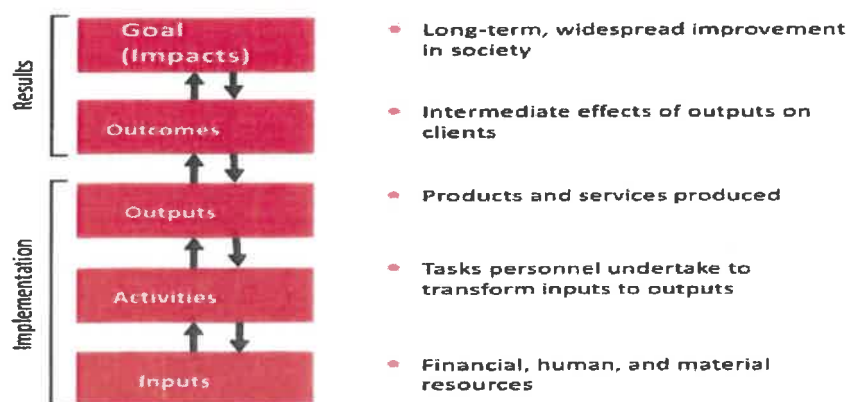 Results
Implementation
Goal
(Impacts)
Outcomes
Outputs
Activities
Inputs
• Long-term, widespread improvement
in society
• Intermediate effects of outputs on
clients
• Products and services produced
• Tasks personnel undertake to
transform inputs to outputs
• Financial, human, and material
resources